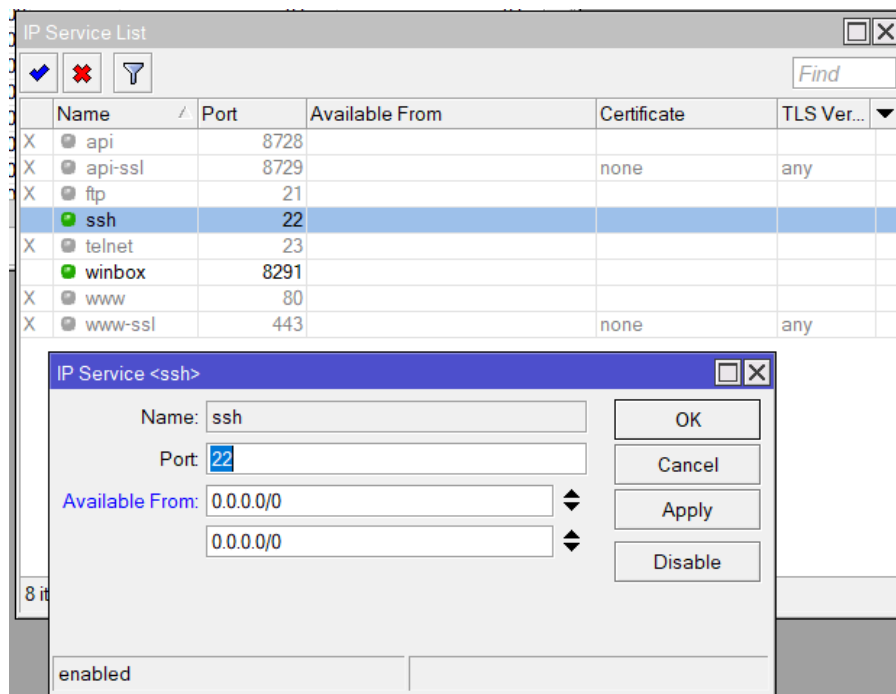 IP Service List
Find
Name Port Available From Certificate TLS Ver...
X api 8728
X api-ssl 8729 none any
X ftp 21
ssh 22
X telnet 23
winbox 8291
X www 80
X www-ssl 443 none any
IP Service <ssh>
Name: ssh OK
Port: 22 Cancel
Available From: 0.0.0.0/0 Apply
0.0.0.0/0
Disable
8 it
enabled